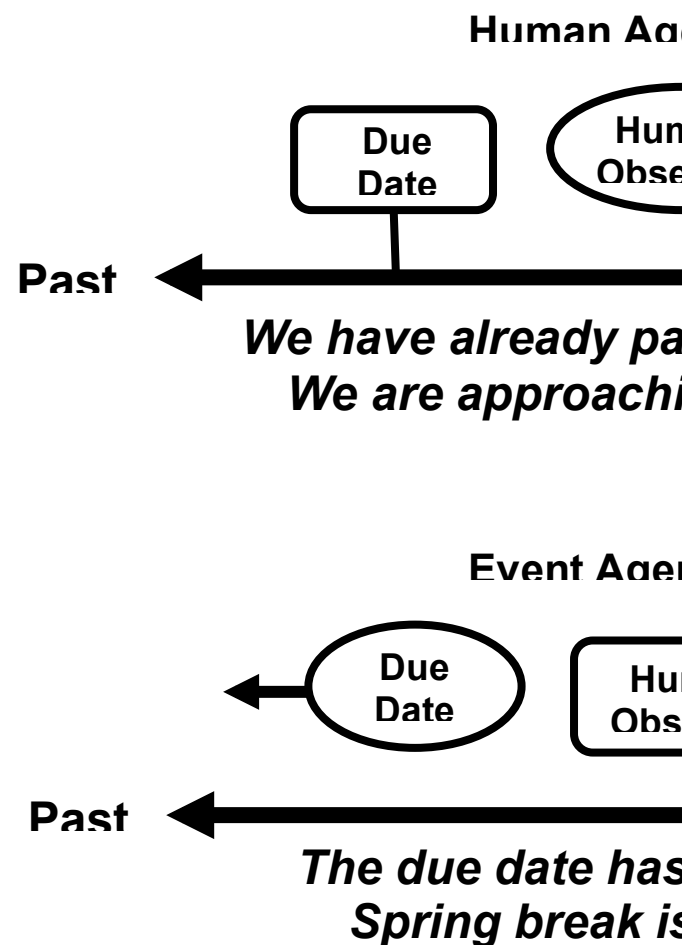 Human Ag
Due
Date
Hum
Obse
Past
We have already pa
We are approachi
Event Age
Due
Date
Hu
Obs
Past
The due date has
Spring break is